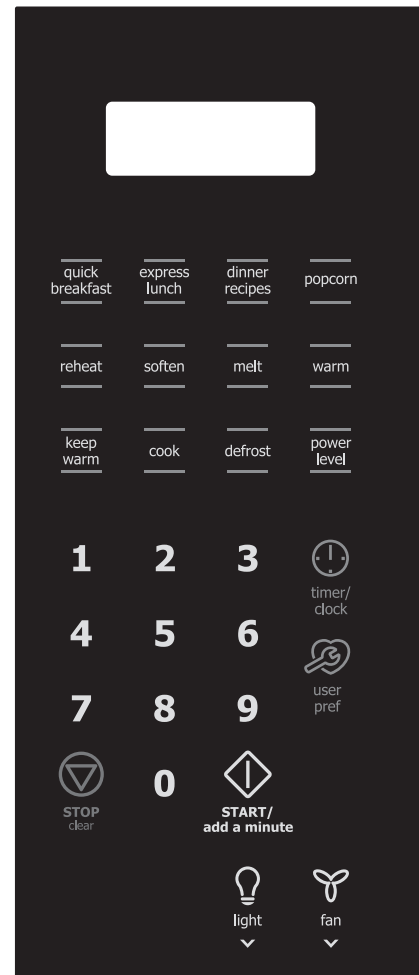 quick breakfast
express lunch
dinner recipes
popcorn
reheat
soften
melt
warm
keep warm
cook
defrost
power level
1
2
3
timer/
clock
4
5
6
user
pref
7
8
9
STOP
clear
0
START/
add a minute
light
fan